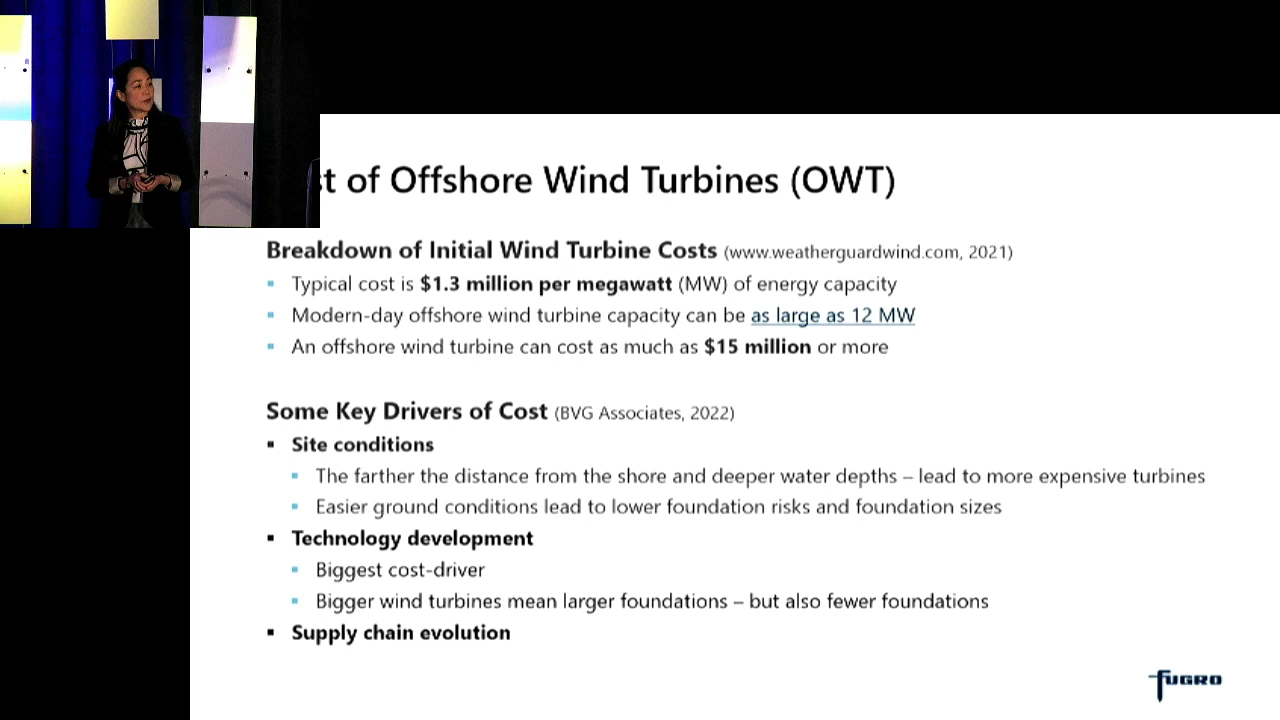 t of Offshore Wind Turbines (OWT)
Breakdown of Initial Wind Turbine Costs (www.weatherguardwind.com, 2021)
▪ Typical cost is $1.3 million per megawatt (MW) of energy capacity
▪ Modern-day offshore wind turbine capacity can be as large as 12 MW
▪ An offshore wind turbine can cost as much as $15 million or more
Some Key Drivers of Cost (BVG Associates, 2022)
▪ Site conditions
▪ The farther the distance from the shore and deeper water depths – lead to more expensive turbines
▪ Easier ground conditions lead to lower foundation risks and foundation sizes
▪ Technology development
▪ Biggest cost-driver
▪ Bigger wind turbines mean larger foundations – but also fewer foundations
▪ Supply chain evolution
FUGRO